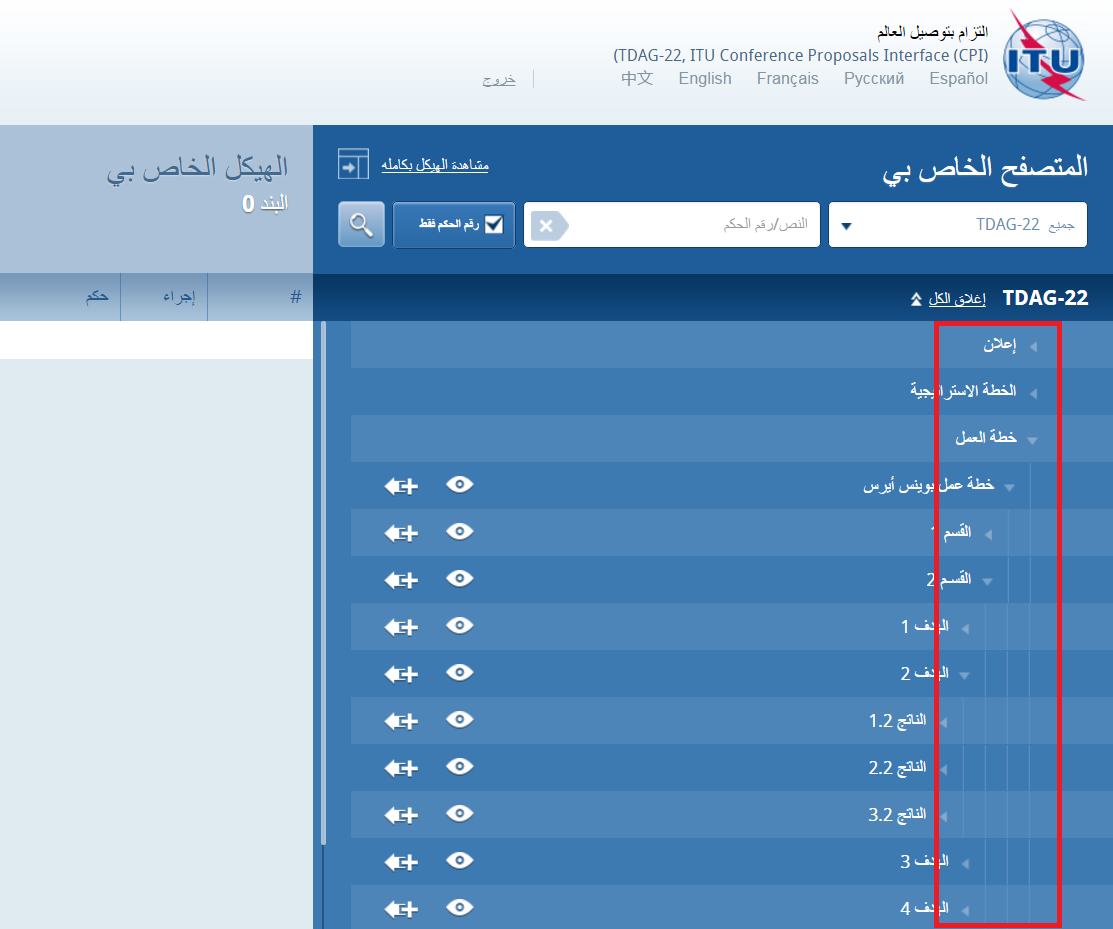 التزام بتوصيل العالم
(TDAG-22, ITU Conference Proposals Interface (CPI)
Español Русский Français English 中文
خروج
ITU
المتصفح الخاص بي
مشاهدة الهيكل بكامله
جميع TDAG-22
النص/رقم الحكم
رقم الحكم فقط
TDAG-22 إغلاق الكل
إعلان
الخطة الاستراتيجية
خطة العمل
خطة عمل بوينس أيرس
القسم 1
القسم 2
الهدف 1
الهدف 2
الناتج 1.2
الناتج 2.2
الناتج 3.2
الهدف 3
الهدف 4
الهيكل الخاص بي
البند 0
# إجراء حكم